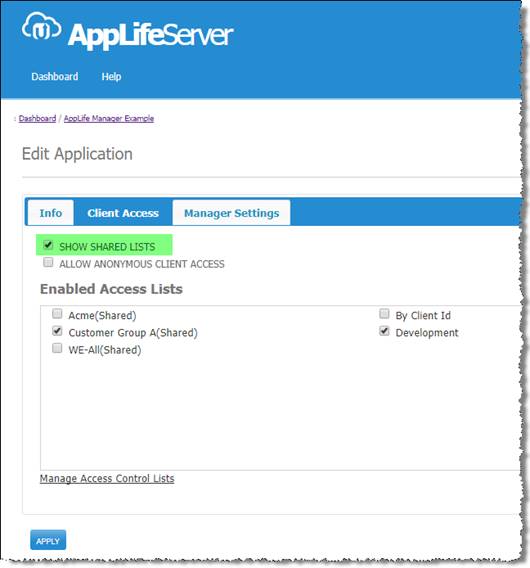 AppLifeServer
Dashboard Help
: Dashboard / AppLife Manager Example
Edit Application
Info Client Access Manager Settings
SHOW SHARED LISTS
ALLOW ANONYMOUS CLIENT ACCESS
Enabled Access Lists
Acme(Shared) By Client Id
Customer Group A(Shared) Development
WE-All(Shared)
Manage Access Control Lists
APPLY